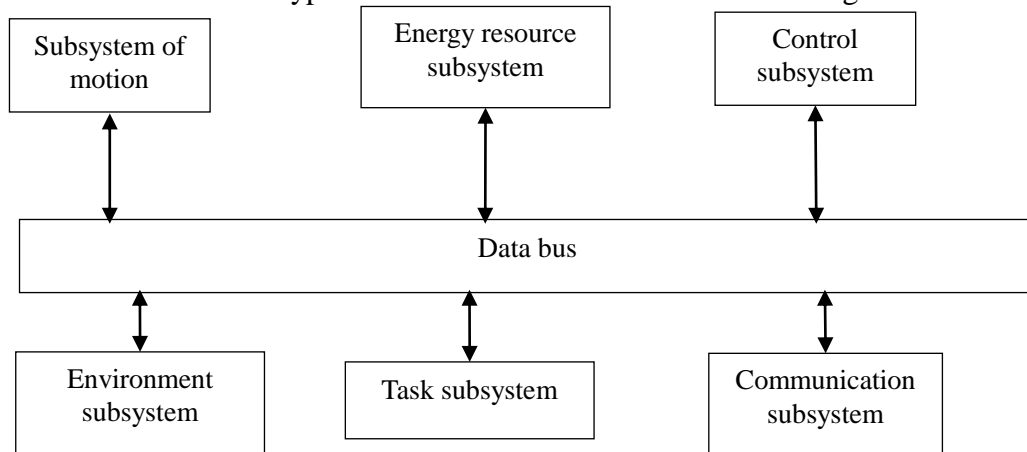 Subsystem of
motion
Energy resource
subsystem
Control
subsystem
Data bus
Environment
subsystem
Task subsystem
Communication
subsystem